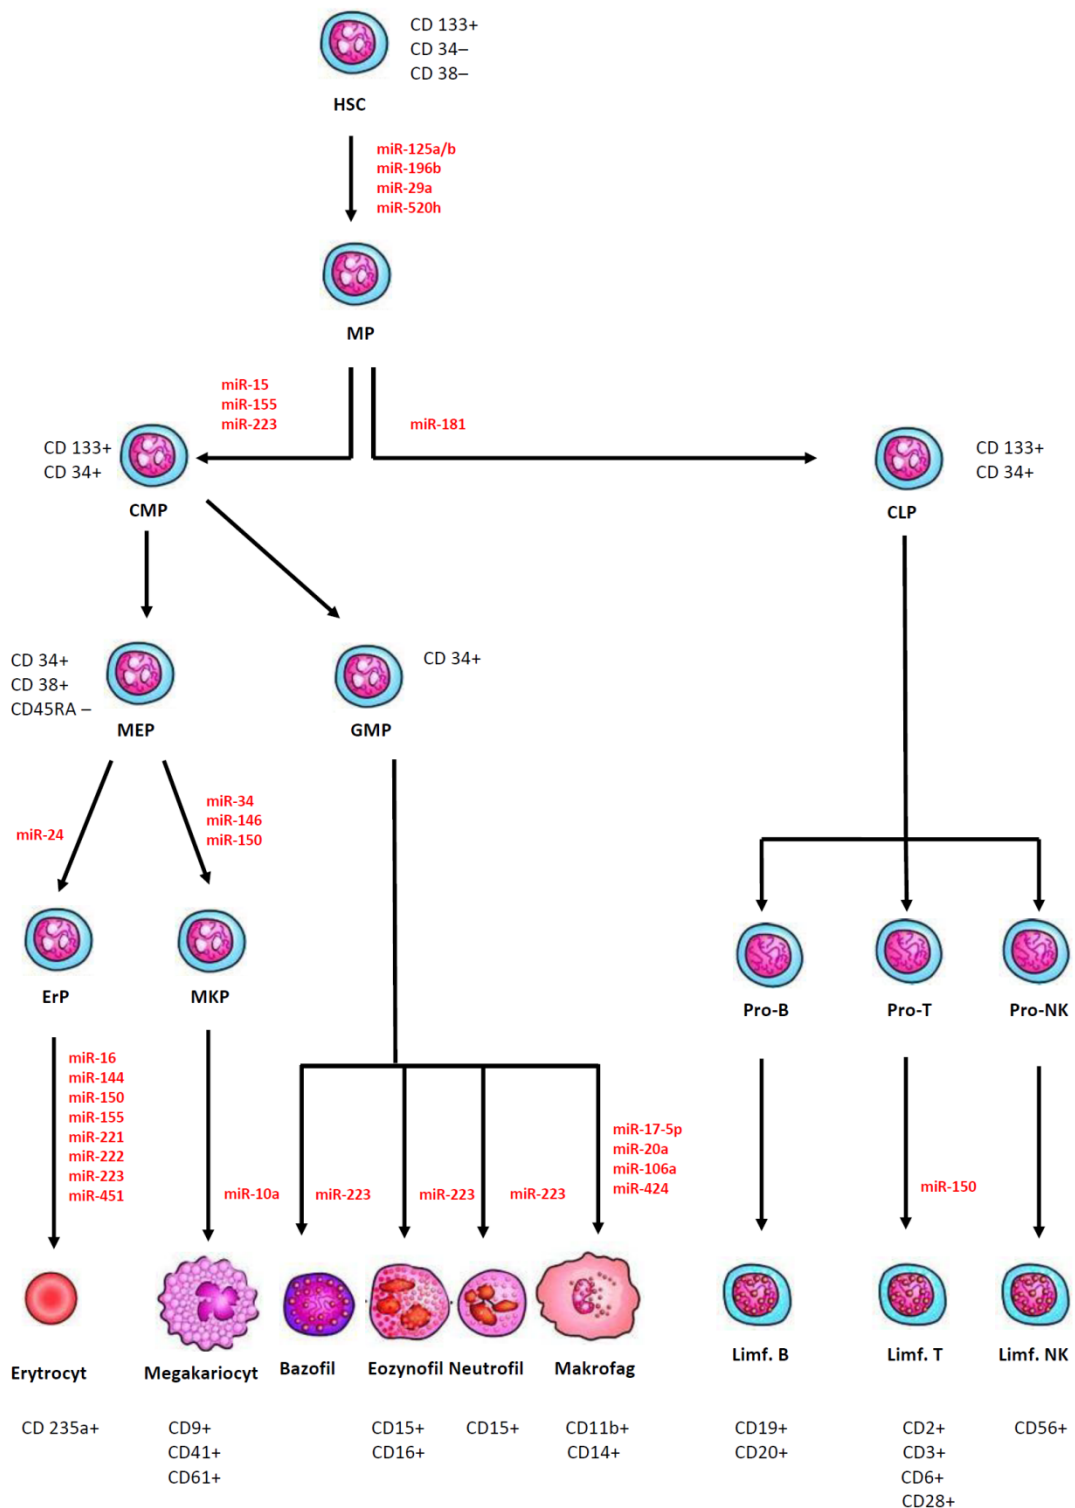 CD 133+
CD 34–
CD 38–
HSC
miR-125a/b
miR-196b
miR-29a
miR-520h
MP
miR-15
miR-155
miR-223
miR-181
CD 133+
CD 34+
CMP
CD 133+
CD 34+
CLP
CD 34+
CD 38+
CD45RA –
MEP
CD 34+
GMP
miR-24
miR-34
miR-146
miR-150
ErP
MKP
Pro-B
Pro-T
Pro-NK
miR-16
miR-144
miR-150
miR-155
miR-221
miR-222
miR-223
miR-451
miR-10a
miR-223
miR-223
miR-223
miR-17-5p
miR-20a
miR-106a
miR-424
miR-150
Erytrocyt
Megakariocyt
Bazofil
Eozynofil
Neutrofil
Makrofag
Limf. B
Limf. T
Limf. NK
CD 235a+
CD9+
CD41+
CD61+
CD15+
CD16+
CD15+
CD11b+
CD14+
CD19+
CD20+
CD2+
CD3+
CD6+
CD28+
CD56+